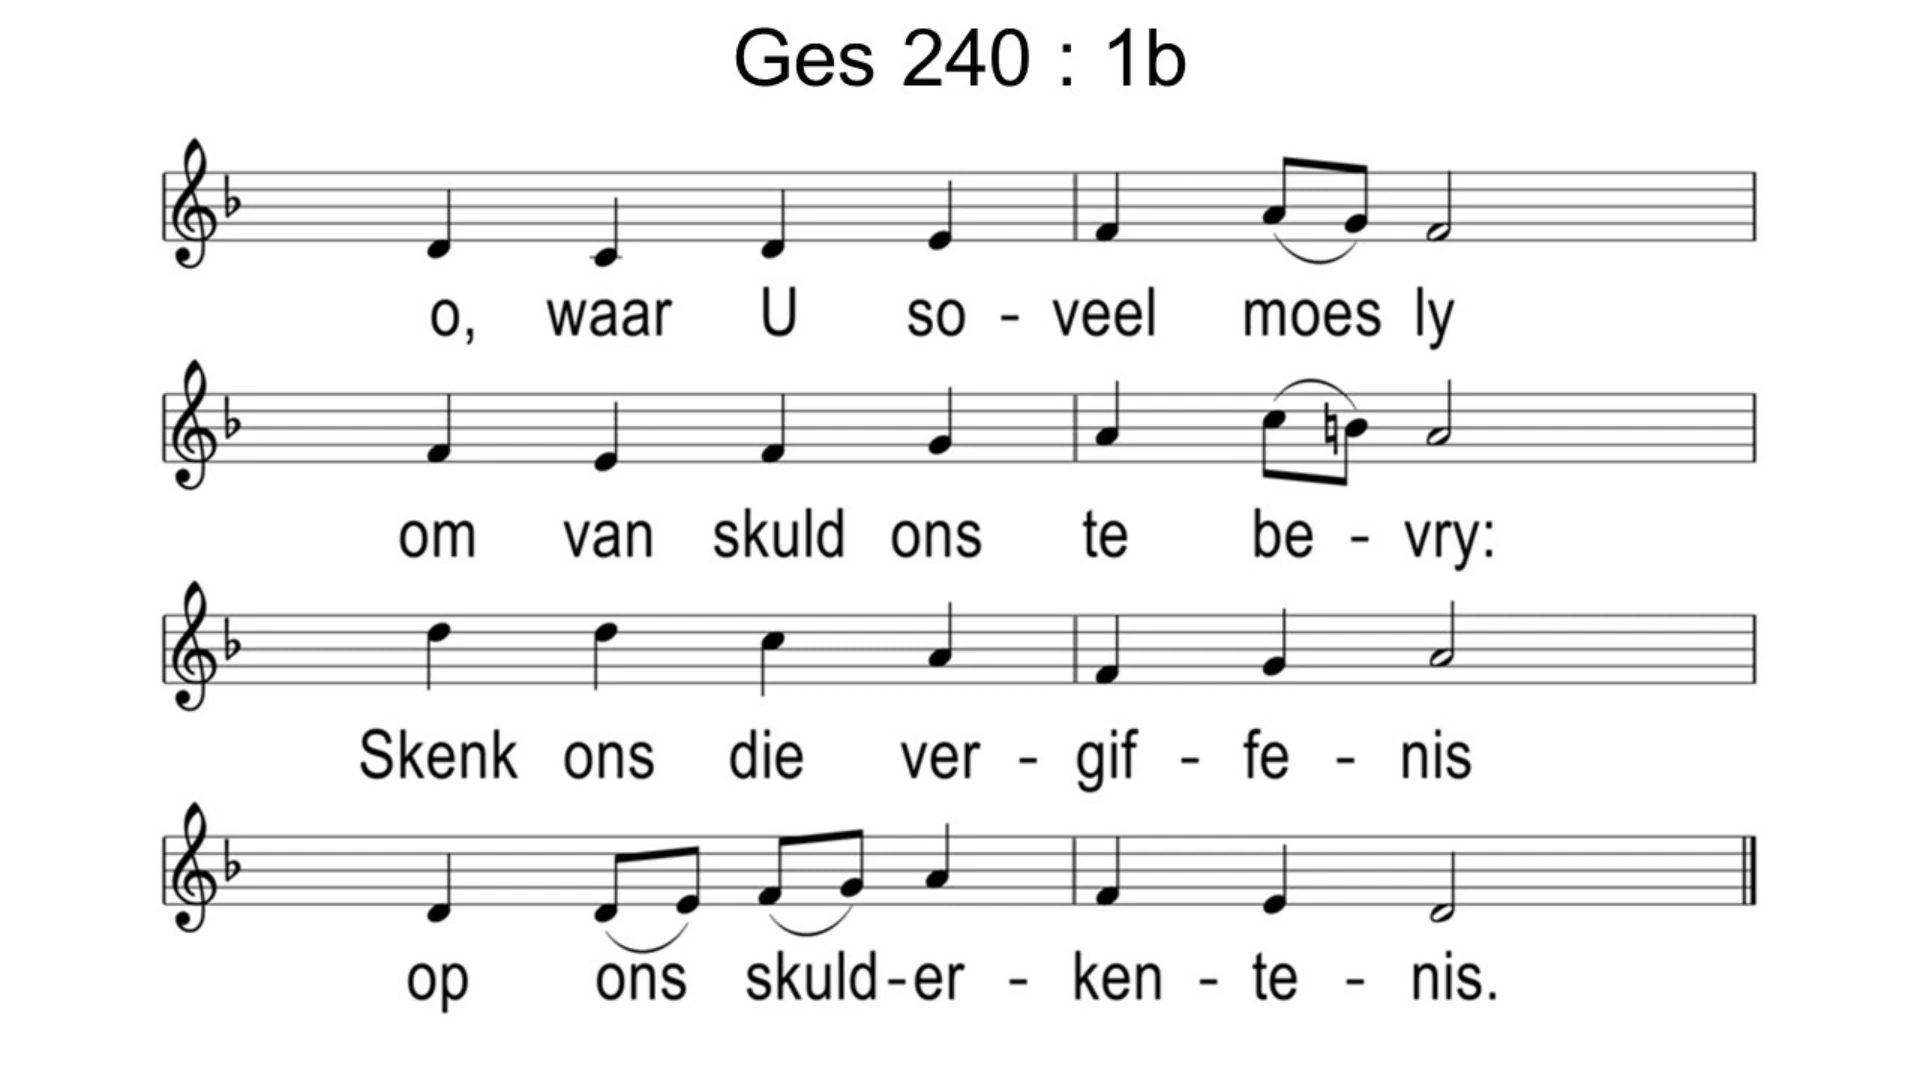 Ges 240 : 1b
o, waar U so - veel moes ly
om van skuld ons te be - vry:
Skenk ons die ver - gif - fe - nis
op ons skuld - er - ken - te - nis.